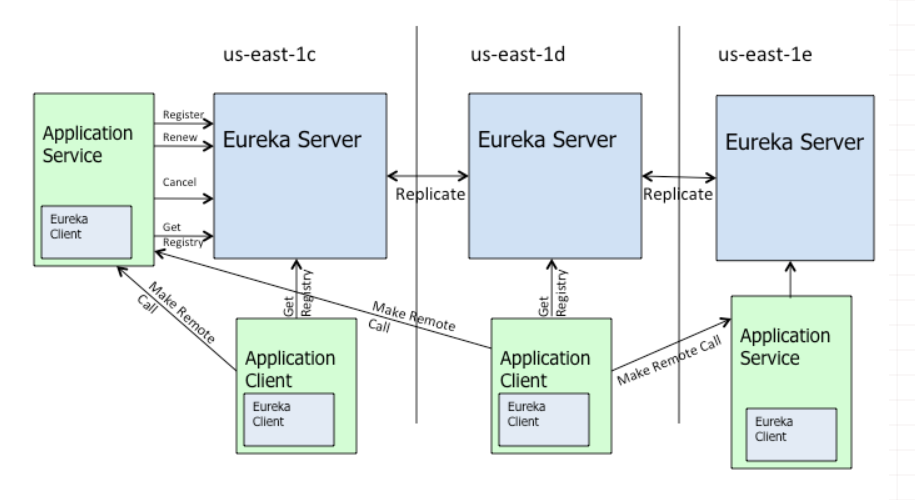 us-east-1c
us-east-1d
us-east-1e
Application
Service
Eureka
Client
Register
Renew
Cancel
Get
Registry
Eureka Server
Replicate
Eureka Server
Replicate
Eureka Server
Make Remote
Call
Get
Registry
Make Remote
Call
Get
Registry
Make Remote Call
Application
Client
Eureka
Client
Application
Client
Eureka
Client
Application
Service
Eureka
Client